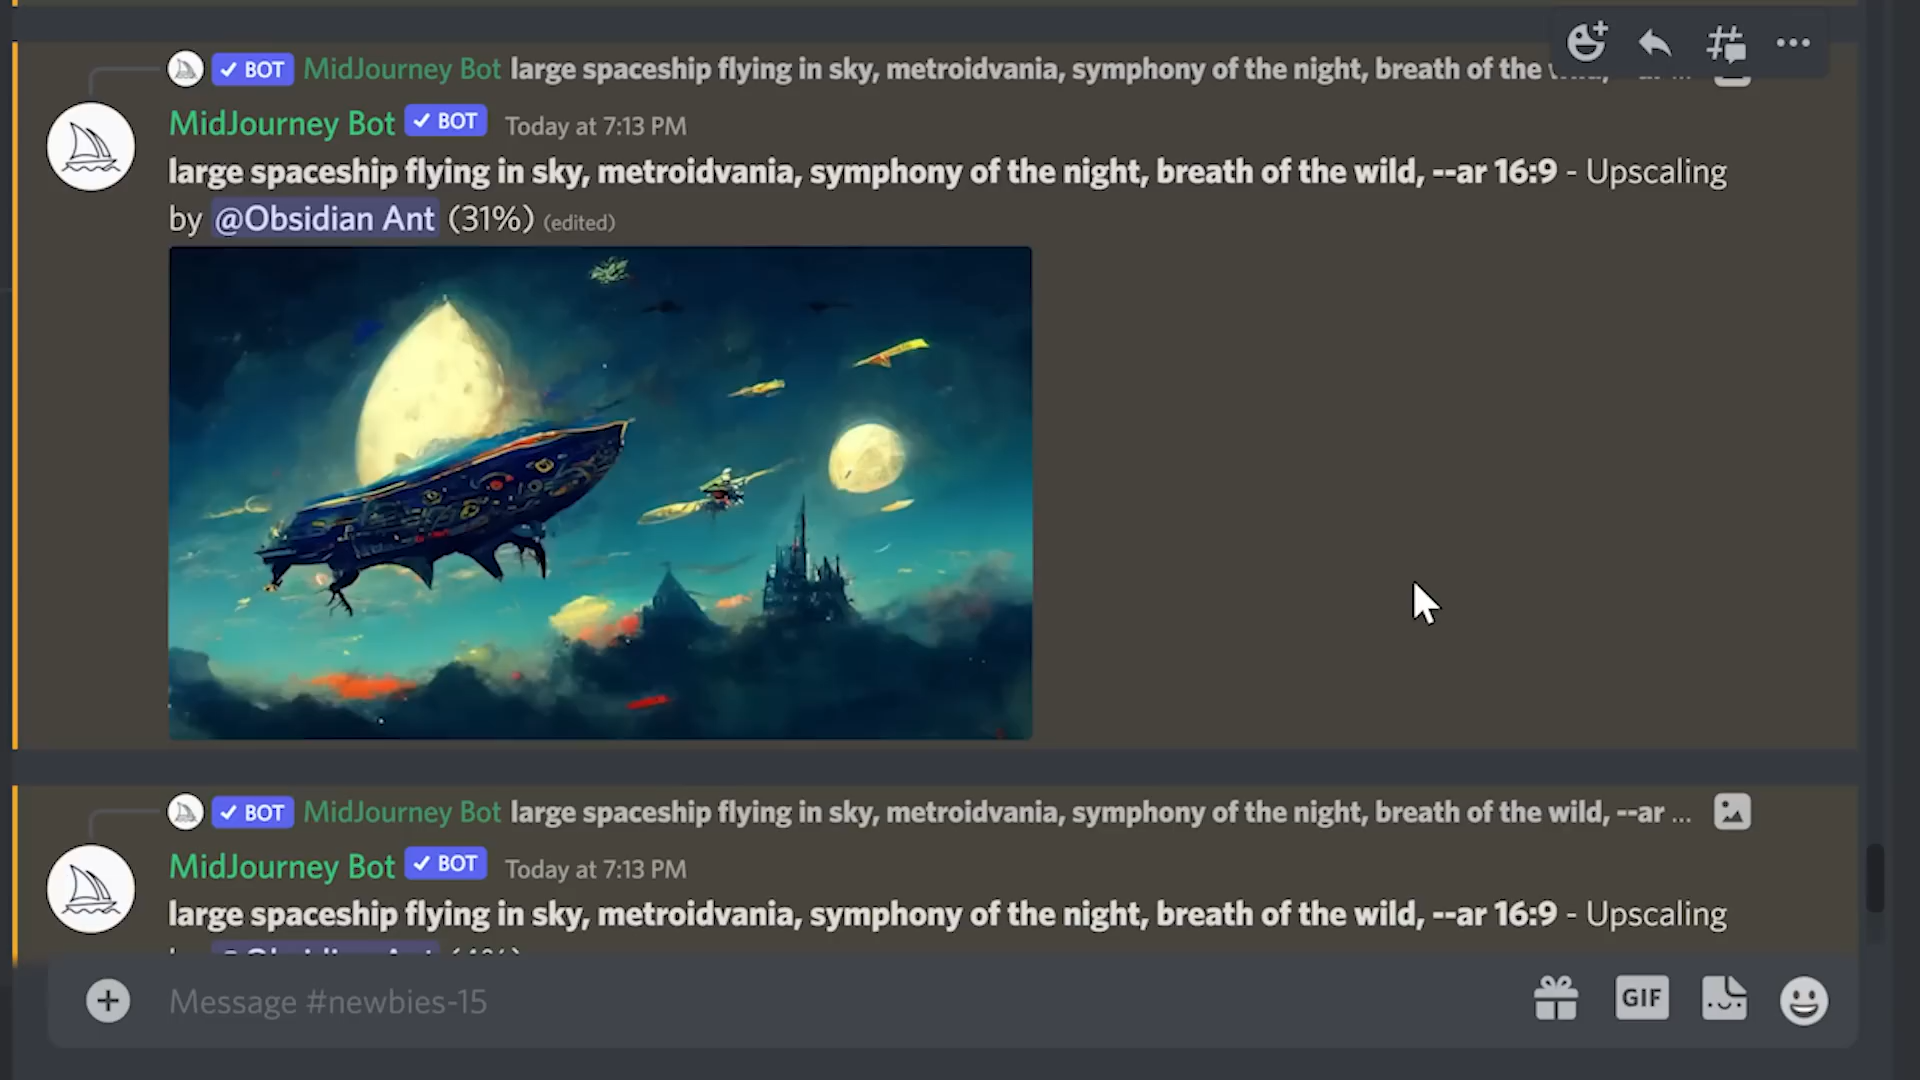 BOT MidJourney Bot large spaceship flying in sky, metroidvania, symphony of the night, breath of the
MidJourney Bot BOT Today at 7:13 PM
large spaceship flying in sky, metroidvania, symphony of the night, breath of the wild, --ar 16:9 - Upscaling
by @Obsidian Ant (31%) (edited)
BOT MidJourney Bot large spaceship flying in sky, metroidvania, symphony of the night, breath of the wild, --ar ...
MidJourney Bot BOT Today at 7:13 PM
large spaceship flying in sky, metroidvania, symphony of the night, breath of the wild, --ar 16:9 - Upscaling
Message #newbies-15
GIF